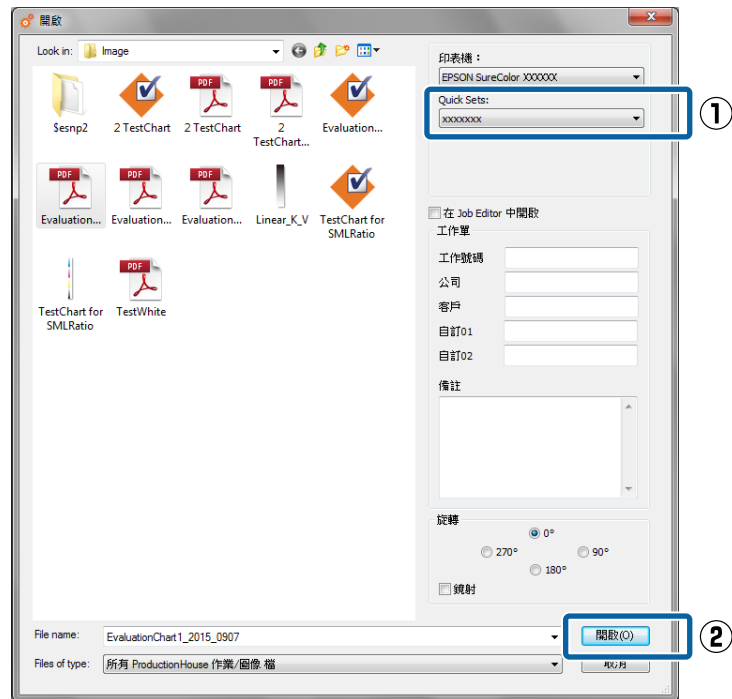 開啟
Look in:
Image
PDF
PDF
$esnp2
2 TestChart
2 TestChart
2
TestChart...
Evaluation...
PDF
PDF
PDF
Evaluation...
Evaluation...
Evaluation...
Linear_K_V
TestChart for
SMLRatio
PDF
TestChart for
SMLRatio
TestWhite
印表機：
EPSON SureColor XXXXXX
Quick Sets:
xxxxxxx
①
在 Job Editor 中開啟
工作單
工作號碼
公司
客戶
自訂01
自訂02
備註
旋轉
0°
270°
90°
180°
鏡射
File name:
EvaluationChart1_2015_0907
開啟(O)
②
Files of type:
所有 ProductionHouse 作業/圖像 檔
取消